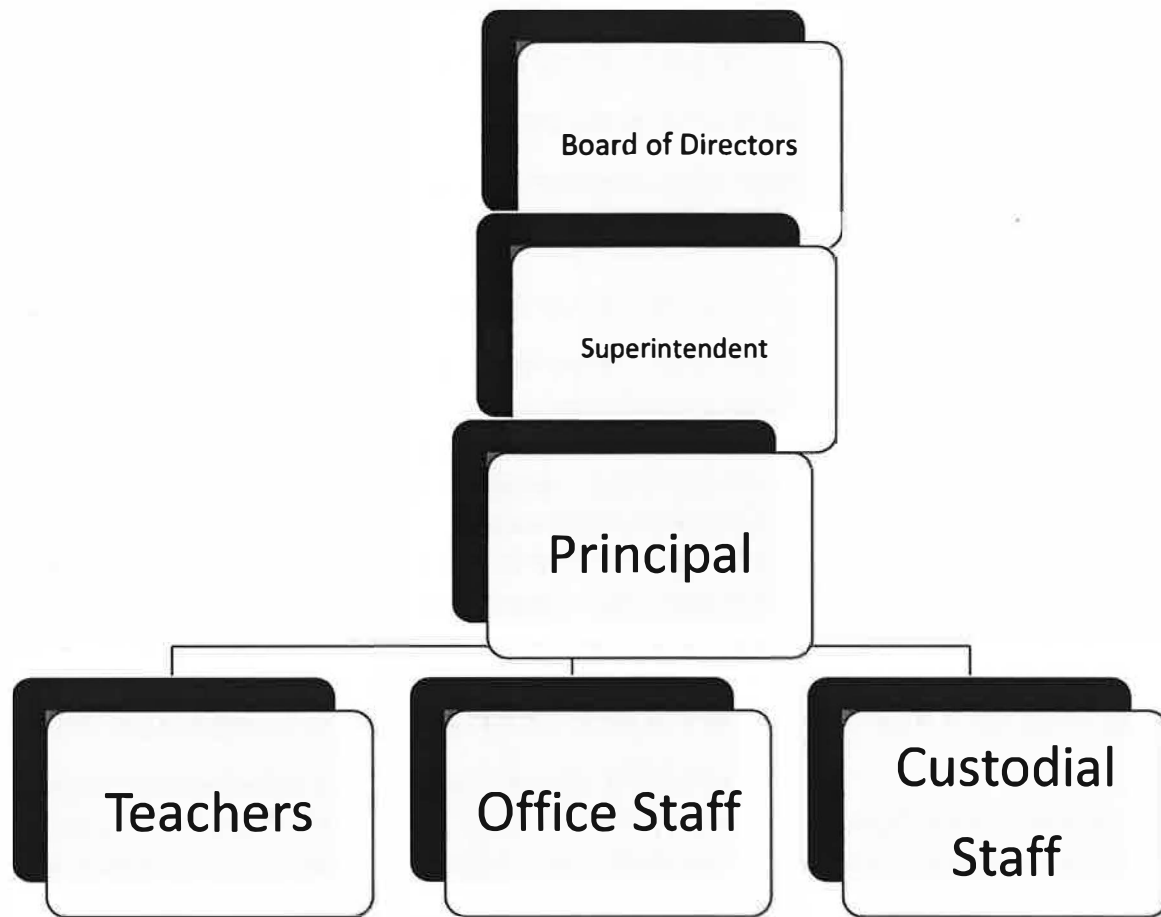 Board of Directors
Superintendent
Principal
Teachers
Office Staff
Custodial
Staff